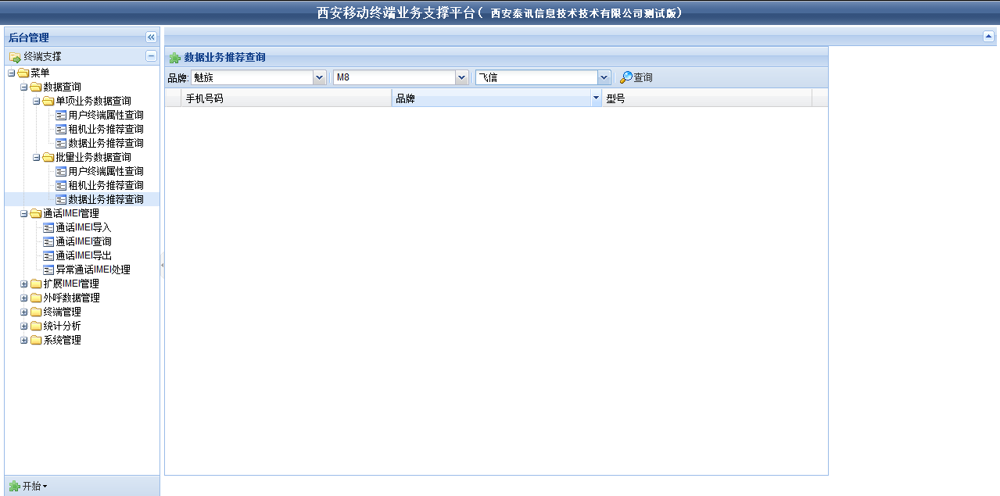 西安移动终端业务支撑平台( 西安泰讯信息技术技术有限公司测试版)
后台管理
终端支撑
菜单
数据查询
单项业务数据查询
用户终端属性查询
租机业务推荐查询
数据业务推荐查询
批量业务数据查询
用户终端属性查询
租机业务推荐查询
数据业务推荐查询
通话IMEI管理
通话IMEI导入
通话IMEI查询
通话IMEI导出
异常通话IMEI处理
扩展IMEI管理
外呼数据管理
终端管理
统计分析
系统管理
开始
数据业务推荐查询
品牌: 魅族 M8 飞信 查询
手机号码 品牌 型号